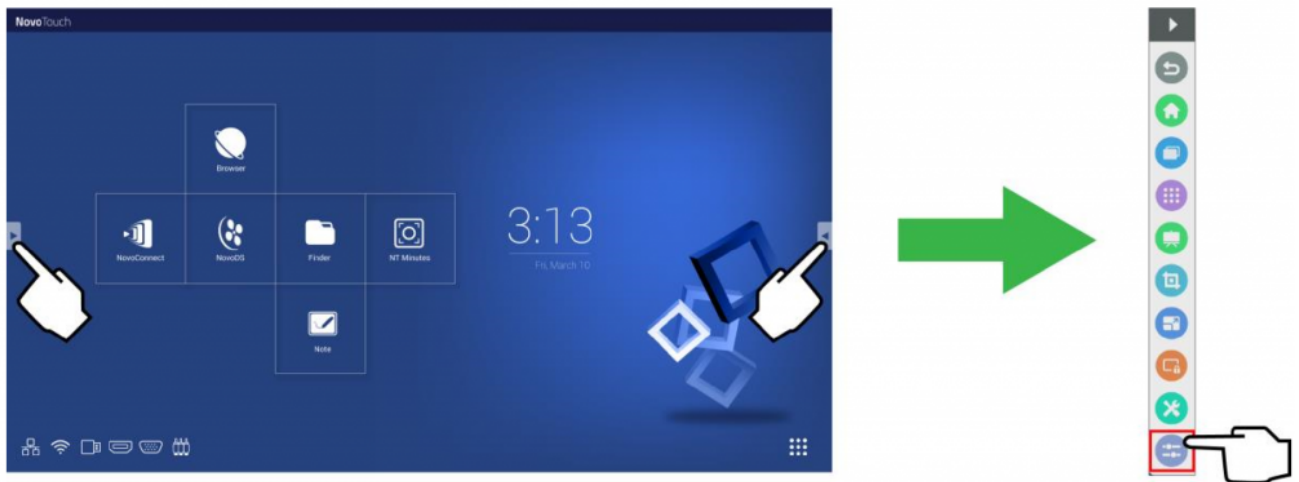 NovoTouch
Browser
NovoConnect
NovoDS
Finder
NT Minutes
3:13
Fri, March 10
Note